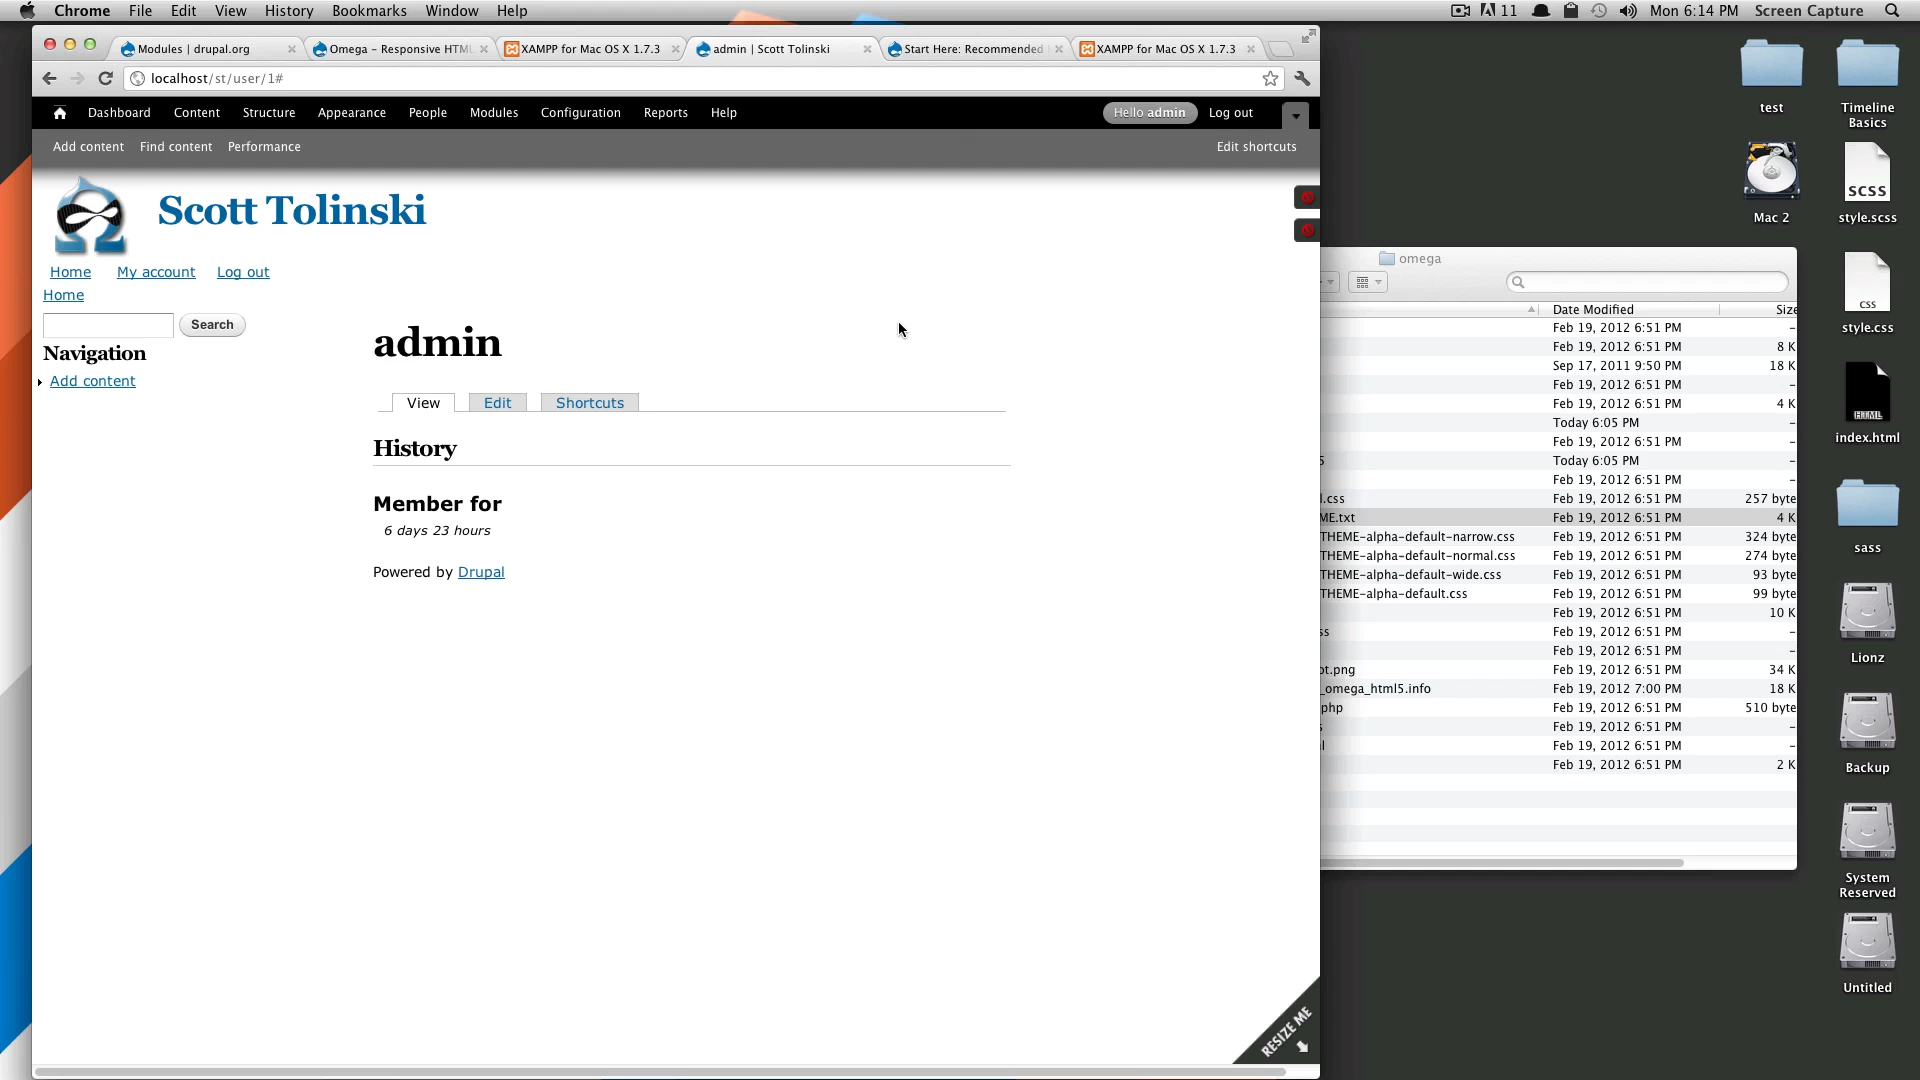 Chrome File Edit View History Bookmarks Window Help 11 Mon 6:14 PM Screen Capture
Modules | drupal.org
Omega - Responsive HTML
XAMPP for Mac OS X 1.7.3
admin | Scott Tolinski
Start Here: Recommended
XAMPP for Mac OS X 1.7.3
localhost/st/user/1#
Dashboard Content Structure Appearance People Modules Configuration Reports Help Hello admin Log out
Add content Find content Performance Edit shortcuts
Scott Tolinski
Home My account Log out
Home
Search
Navigation
Add content
admin
View Edit Shortcuts
History
Member for
6 days 23 hours
Powered by Drupal
RESIZE ME
omega
Date Modified Size
Feb 19, 2012 6:51 PM –
Feb 19, 2012 6:51 PM 8 K
Sep 17, 2011 9:50 PM 18 K
Feb 19, 2012 6:51 PM –
Feb 19, 2012 6:51 PM 4 K
Today 6:05 PM –
Feb 19, 2012 6:51 PM –
5 Today 6:05 PM –
Feb 19, 2012 6:51 PM –
l.css Feb 19, 2012 6:51 PM 257 byte
ME.txt Feb 19, 2012 6:51 PM 4 K
THEME-alpha-default-narrow.css Feb 19, 2012 6:51 PM 324 byte
THEME-alpha-default-normal.css Feb 19, 2012 6:51 PM 274 byte
THEME-alpha-default-wide.css Feb 19, 2012 6:51 PM 93 byte
THEME-alpha-default.css Feb 19, 2012 6:51 PM 99 byte
Feb 19, 2012 6:51 PM 10 K
ss Feb 19, 2012 6:51 PM –
Feb 19, 2012 6:51 PM –
ot.png Feb 19, 2012 6:51 PM 34 K
_omega_html5.info Feb 19, 2012 7:00 PM 18 K
php Feb 19, 2012 6:51 PM 510 byte
s Feb 19, 2012 6:51 PM –
l Feb 19, 2012 6:51 PM –
Feb 19, 2012 6:51 PM 2 K
test
Timeline
Basics
Mac 2
SCSS
style.scss
css
style.css
HTML
index.html
sass
Lionz
Backup
System
Reserved
Untitled